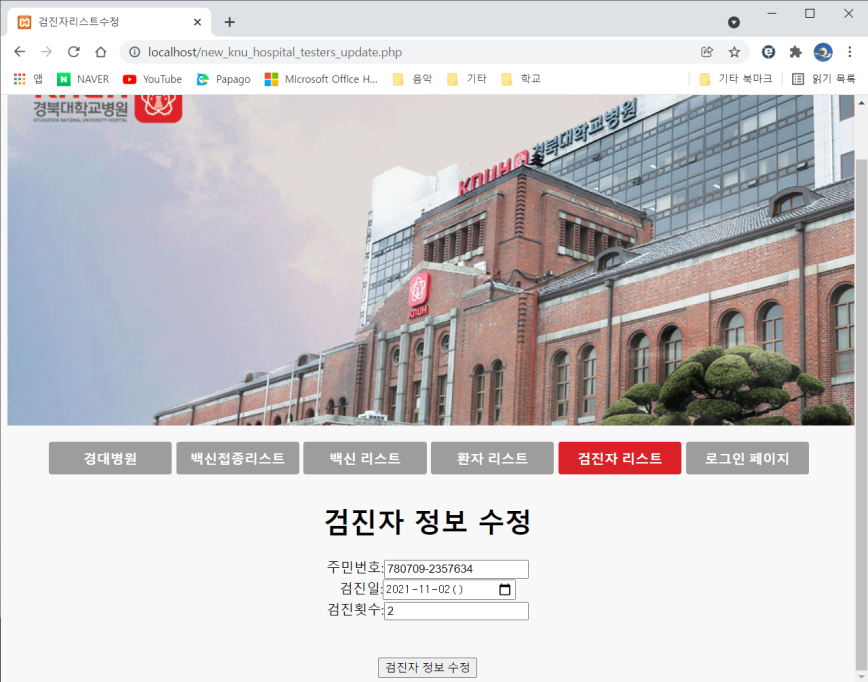 검진자리스트수정
localhost/new_knu_hospital_testers_update.php
앱 NAVER YouTube Papago Microsoft Office H... 음악 기타 학교 기타 북마크 읽기 목록
경북대학교병원
KYUNGPOOK NATIONAL UNIVERSITY HOSPITAL
KNUH 경북대학교병원
KNUH
경대병원 백신접종리스트 백신 리스트 환자 리스트 검진자 리스트 로그인 페이지
검진자 정보 수정
주민번호:780709-2357634
검진일:2021-11-02()
검진횟수:2
검진자 정보 수정